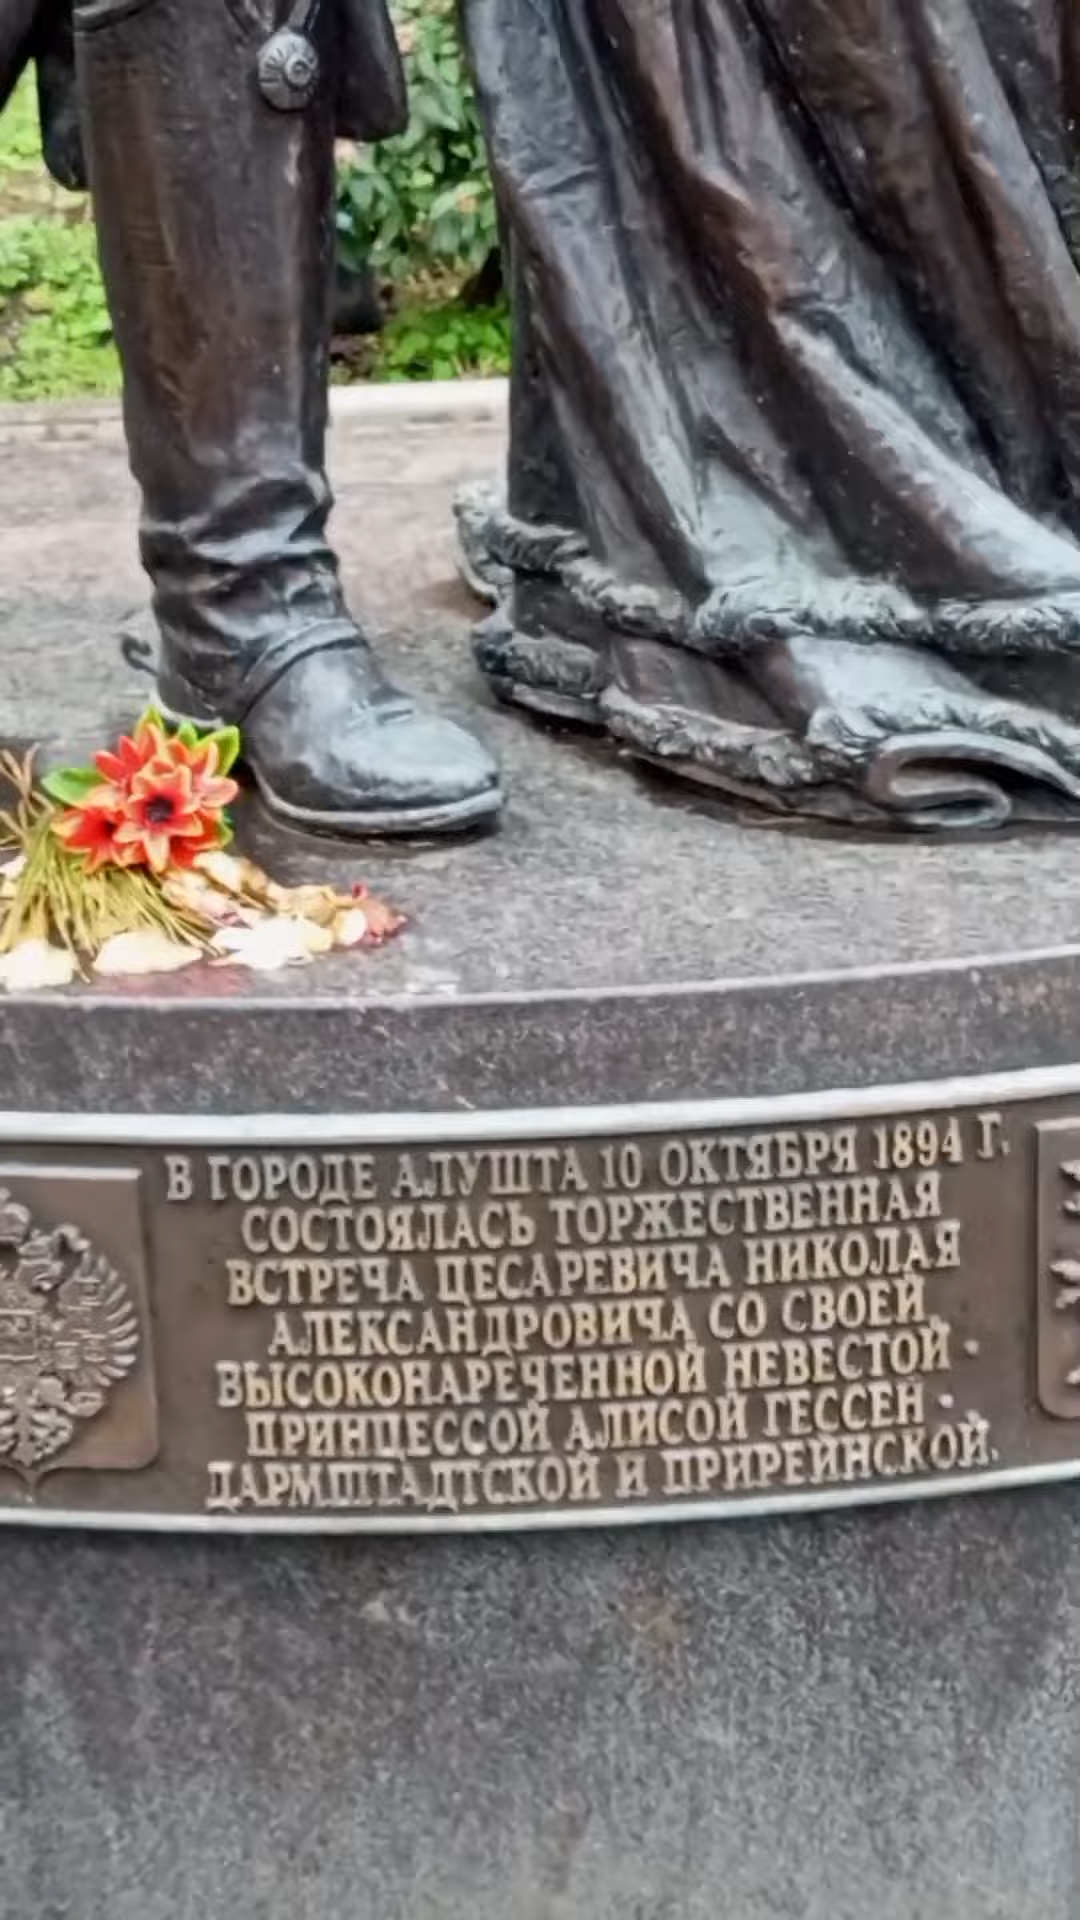 В ГОРОДЕ АЛУШТА 10 ОКТЯБРЯ 1894 Г.
СОСТОЯЛАСЬ ТОРЖЕСТВЕННАЯ
ВСТРЕЧА ЦЕСАРЕВИЧА НИКОЛАЯ
АЛЕКСАНДРОВИЧА СО СВОЕЙ
ВЫСОКОНАРЕЧЕННОЙ НЕВЕСТОЙ -
ПРИНЦЕССОЙ АЛИСОЙ ГЕССЕН -
ДАРМШТАДТСКОЙ И ПРИРЕЙНСКОЙ.